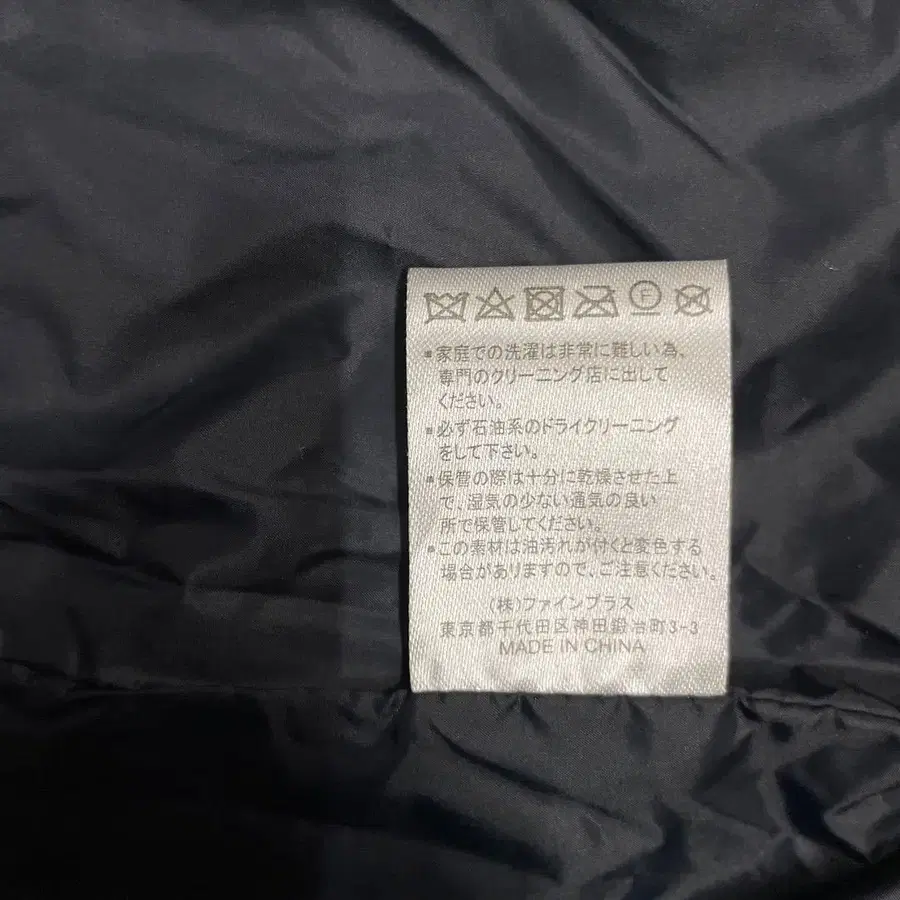 F
■家庭での洗濯は非常に難しい為、
専門のクリーニング店に出して
ください。
■必ず石油系のドライクリーニング
をして下さい。
■保管の際は十分に乾燥させた上
で、湿気の少ない通気の良い
所で保管してください。
■この素材は油汚れが付くと変色する
場合がありますので、ご注意ください。
(株)ファインプラス
東京都千代田区神田鍛冶町3-3
MADE IN CHINA